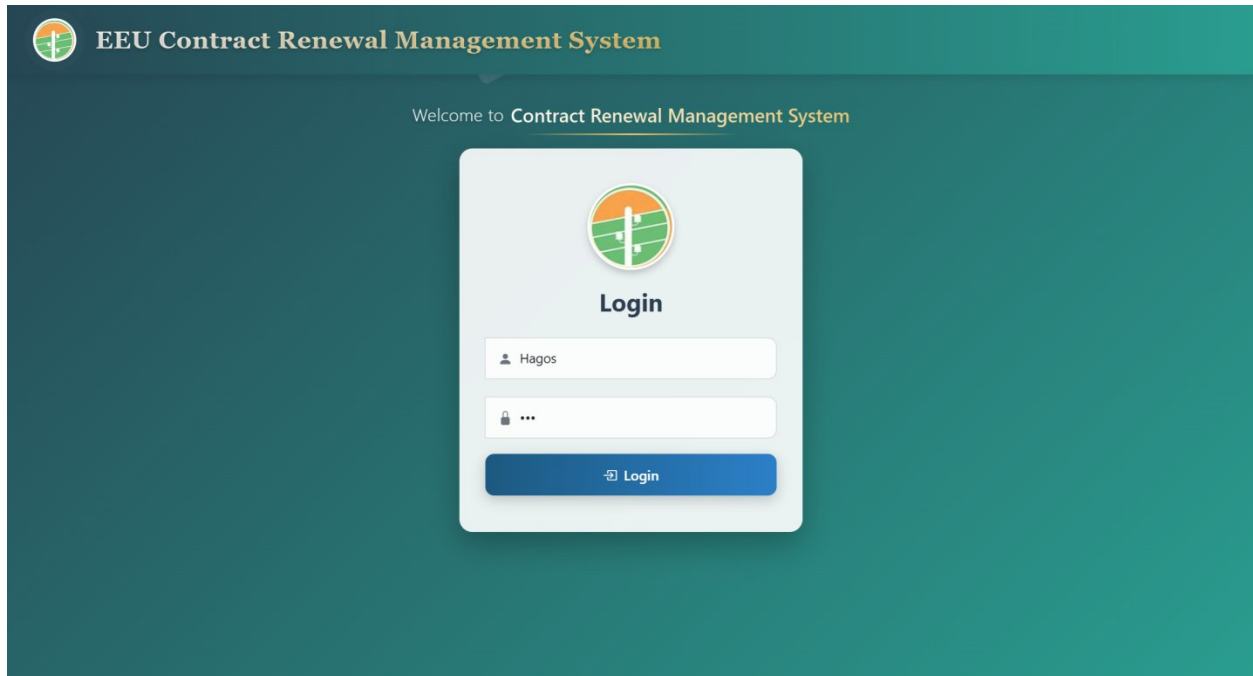 EEU Contract Renewal Management System
Welcome to Contract Renewal Management System
Login
Hagos
•••
Login